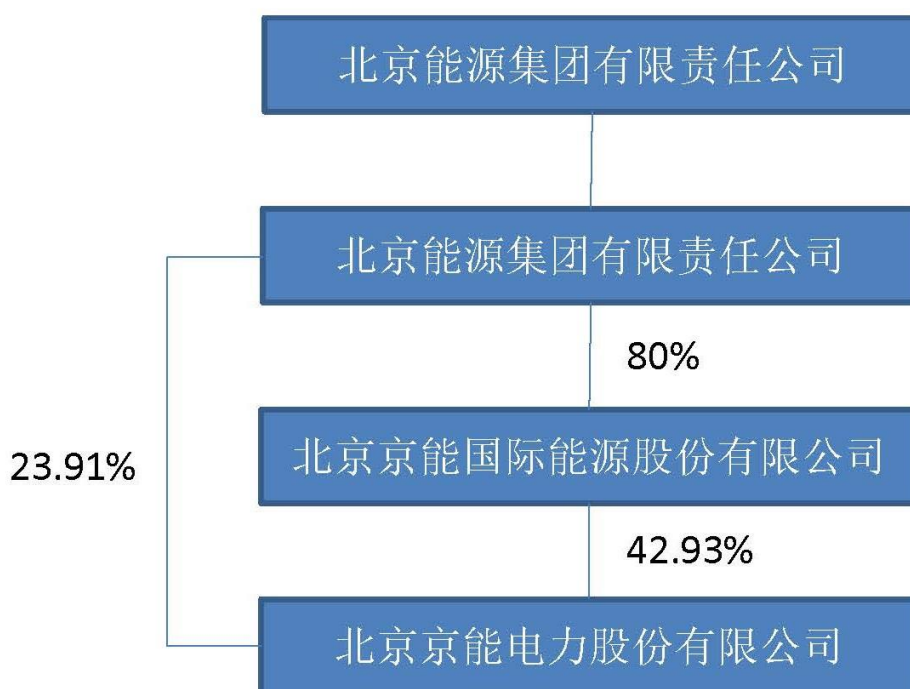 北京能源集团有限责任公司
北京能源集团有限责任公司
80%
23.91%
北京京能国际能源股份有限公司
42.93%
北京京能电力股份有限公司